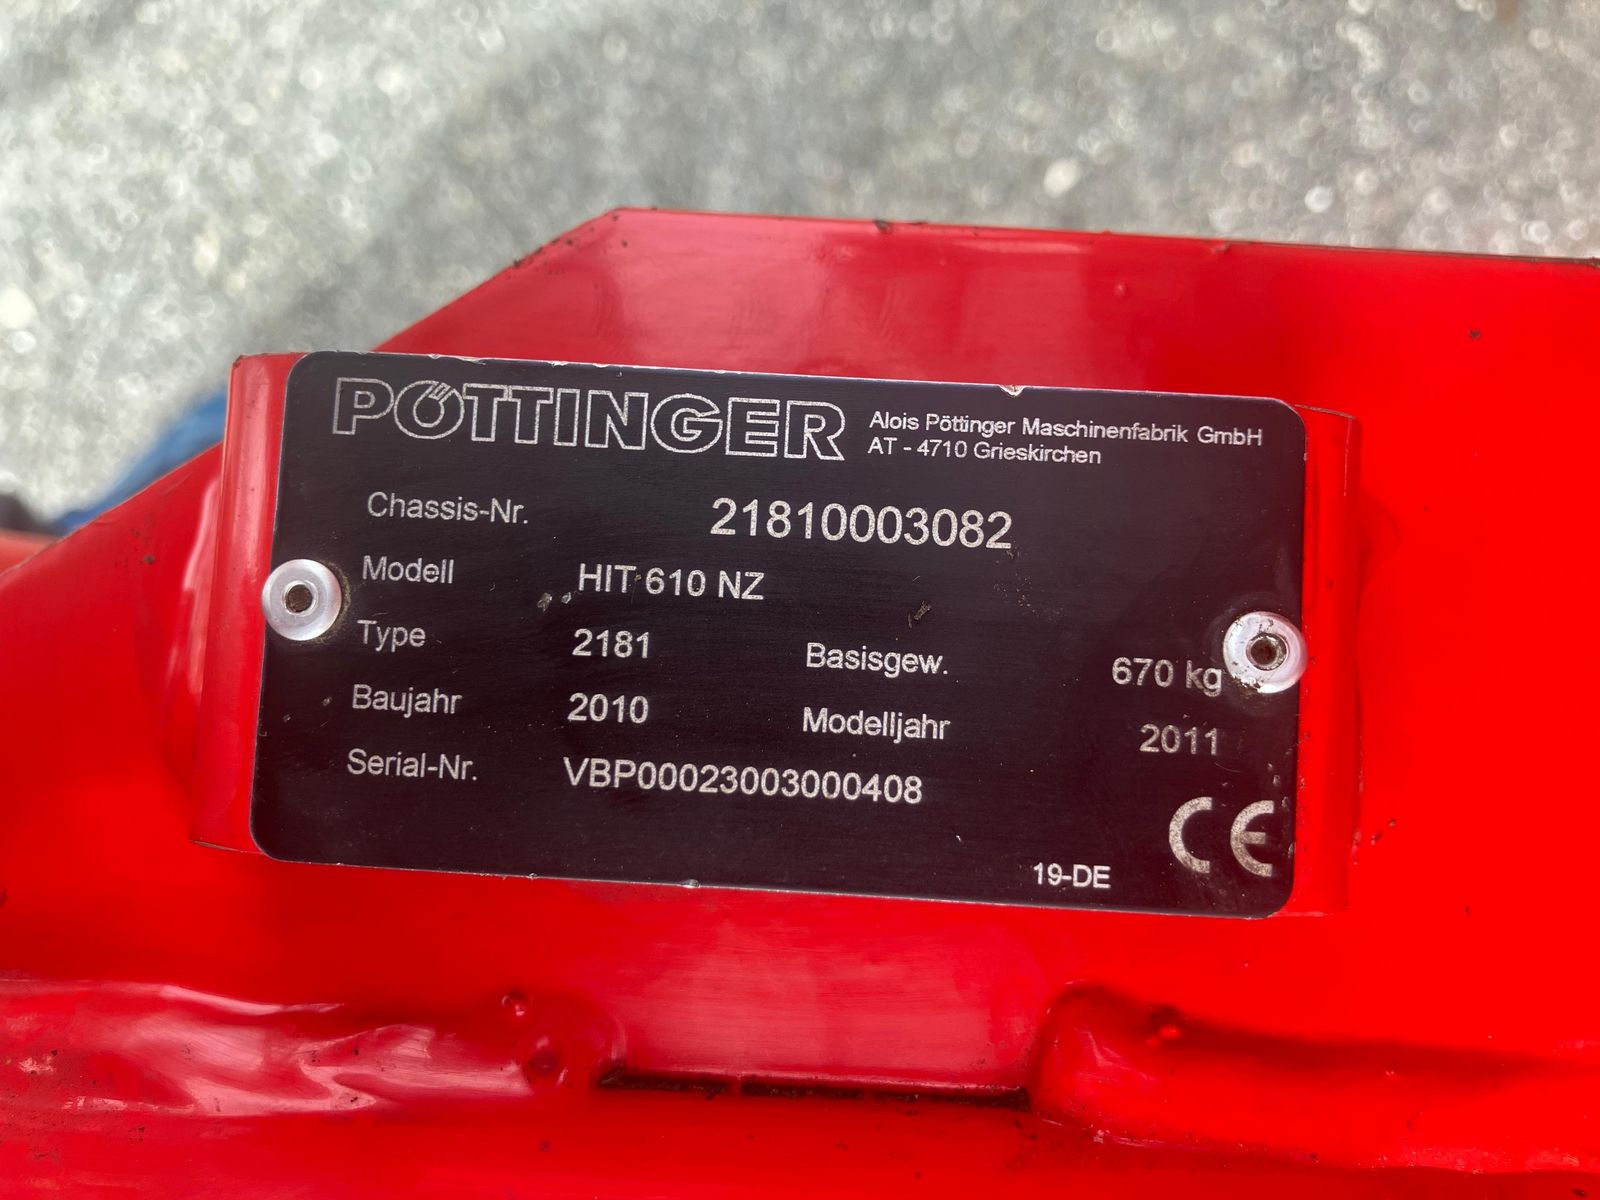 PÖTTINGER Alois Pöttinger Maschinenfabrik GmbH
AT - 4710 Grieskirchen
Chassis-Nr. 21810003082
Modell HIT 610 NZ
Type 2181 Basisgew. 670 kg
Baujahr 2010 Modelljahr 2011
Serial-Nr. VBP00023003000408
CE
19-DE